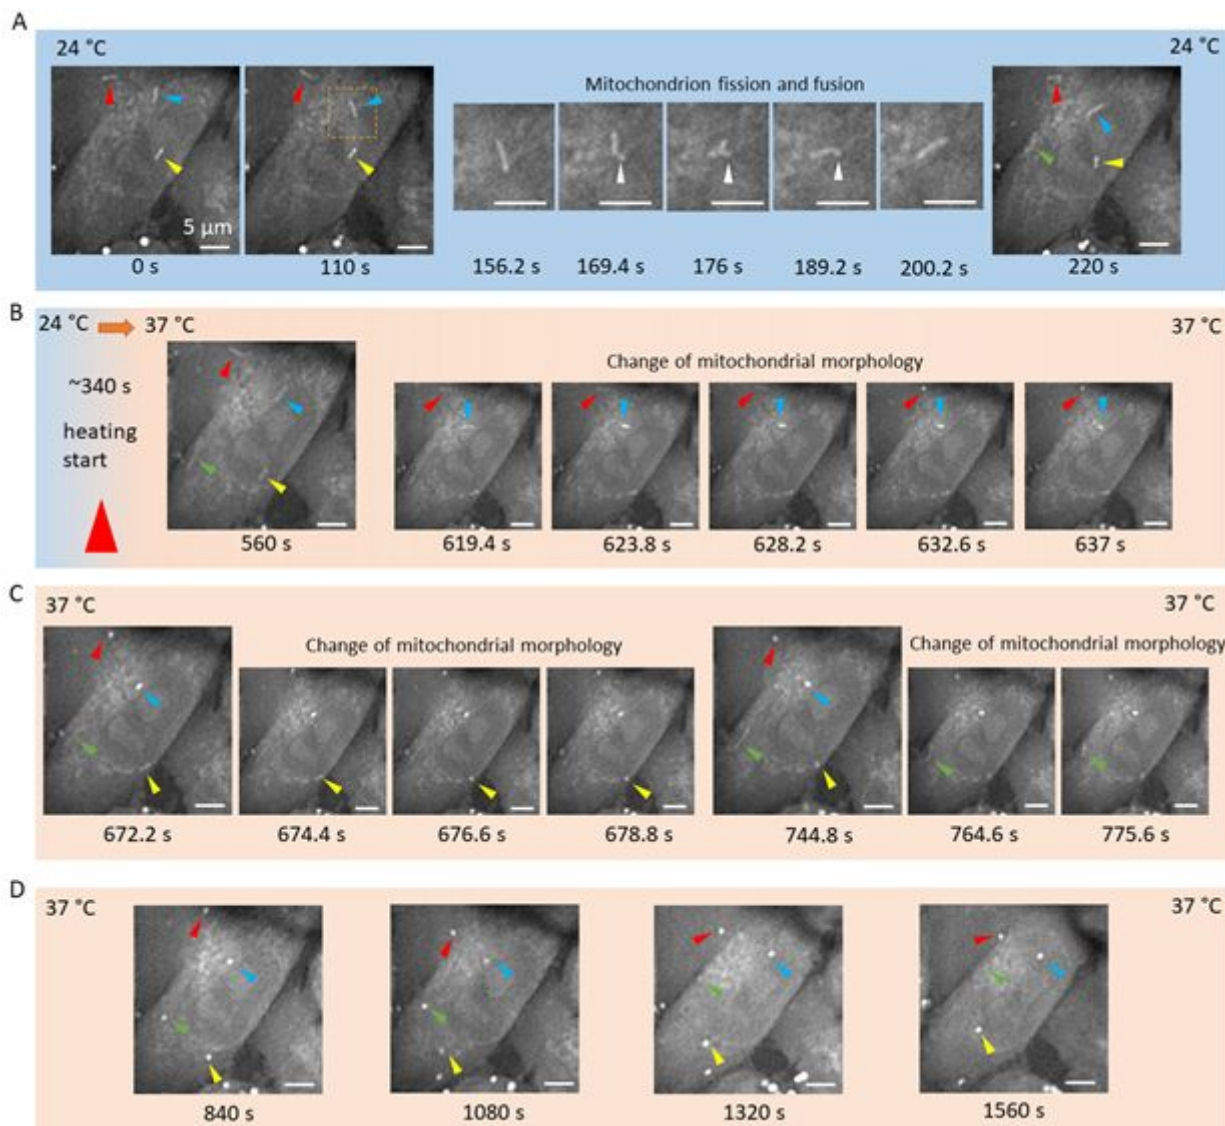 A
24 °C
24 °C
Mitochondrion fission and fusion
5 μm
0 s
110 s
156.2 s
169.4 s
176 s
189.2 s
200.2 s
220 s
B
24 °C
37 °C
37 °C
Change of mitochondrial morphology
~340 s
heating
start
560 s
619.4 s
623.8 s
628.2 s
632.6 s
637 s
C
37 °C
37 °C
Change of mitochondrial morphology
Change of mitochondrial morphology
672.2 s
674.4 s
676.6 s
678.8 s
744.8 s
764.6 s
775.6 s
D
37 °C
37 °C
840 s
1080 s
1320 s
1560 s